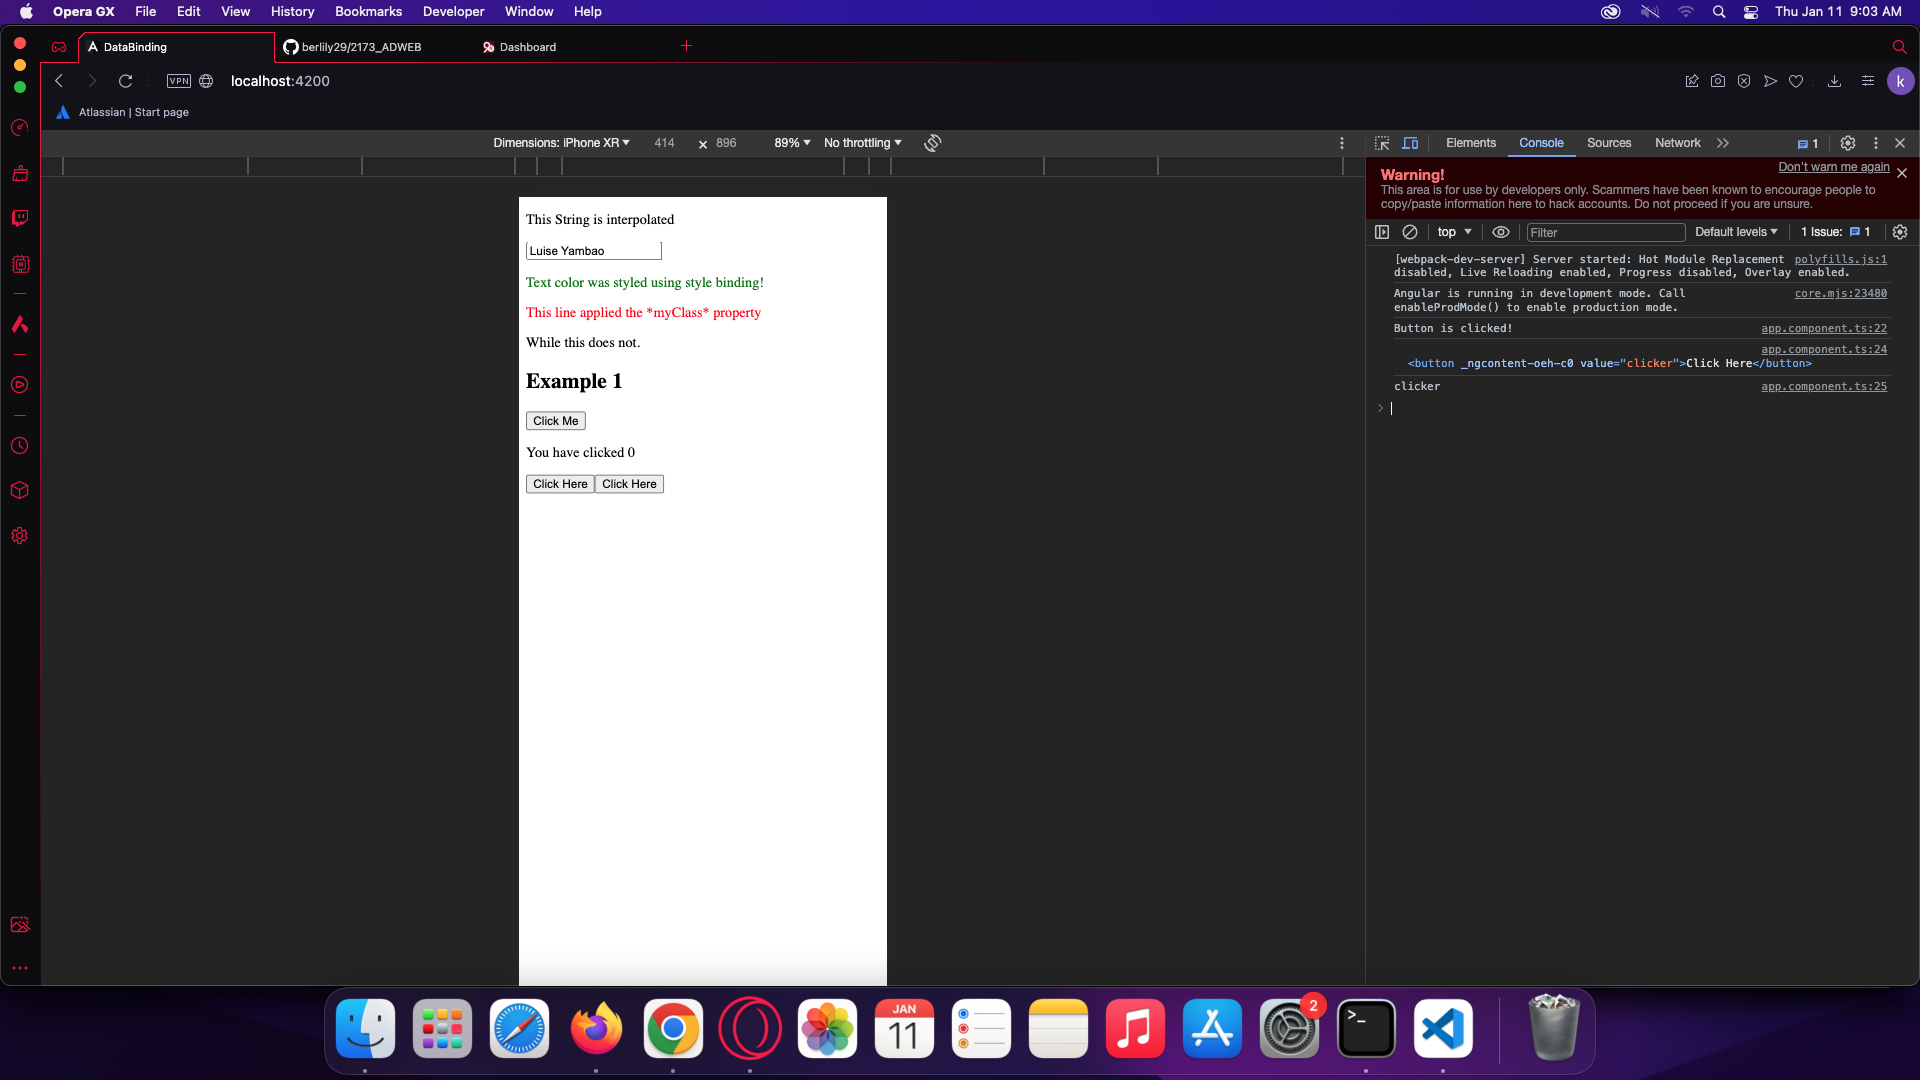 Opera GX File Edit View History Bookmarks Developer Window Help Thu Jan 11 9:03 AM
DataBinding berlily29/2173_ADWEB Dashboard
VPN localhost:4200 k
Atlassian | Start page
Dimensions: iPhone XR 414 x 896 89% No throttling
Elements Console Sources Network 1
Warning! Don't warn me again
This area is for use by developers only. Scammers have been known to encourage people to
copy/paste information here to hack accounts. Do not proceed if you are unsure.
top Filter Default levels 1 Issue: 1
[webpack-dev-server] Server started: Hot Module Replacement polyfills.js:1
disabled, Live Reloading enabled, Progress disabled, Overlay enabled.
Angular is running in development mode. Call core.mjs:23480
enableProdMode() to enable production mode.
Button is clicked! app.component.ts:22
app.component.ts:24
<button _ngcontent-oeh-c0 value="clicker">Click Here</button>
clicker app.component.ts:25
This String is interpolated
Luise Yambao
Text color was styled using style binding!
This line applied the *myClass* property
While this does not.
Example 1
Click Me
You have clicked 0
Click Here Click Here
JAN
11
2
>_